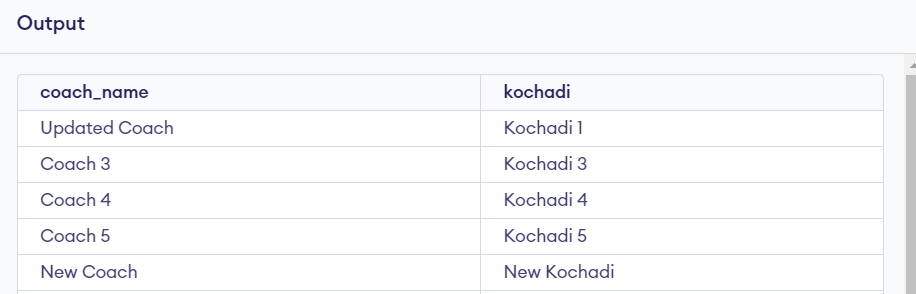 Output
coach_name kochadi
Updated Coach Kochadi 1
Coach 3 Kochadi 3
Coach 4 Kochadi 4
Coach 5 Kochadi 5
New Coach New Kochadi